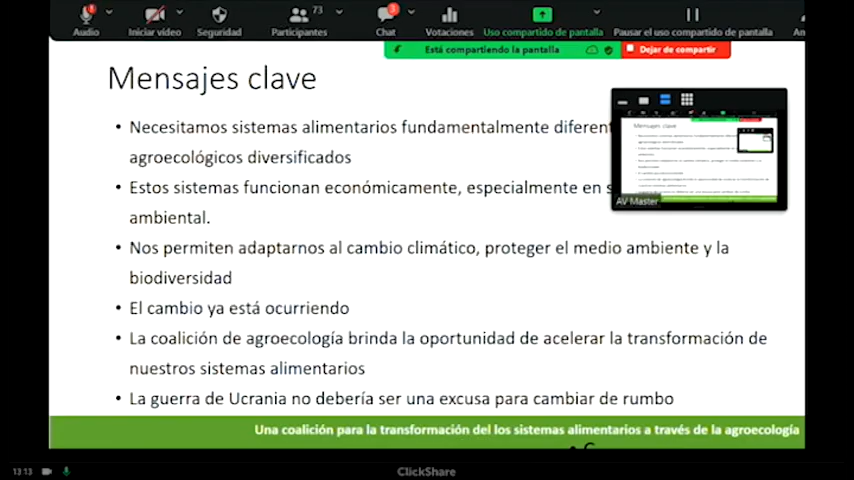 73
3
Audio
Iniciar vídeo
Seguridad
Participantes
Chat
Votaciones
Uso compartido de pantalla
Pausar el uso compartido de pantalla
Está compartiendo la pantalla
Dejar de compartir
Mensajes clave
• Necesitamos sistemas alimentarios fundamentalmente
agroecológicos diversificados
• Estos sistemas funcionan económicamente, especialmente en
ambiental.
AV Master
• Nos permiten adaptarnos al cambio climático, proteger el medio ambiente y la
biodiversidad
• El cambio ya está ocurriendo
• La coalición de agroecología brinda la oportunidad de acelerar la transformación de
nuestros sistemas alimentarios
• La guerra de Ucrania no debería ser una excusa para cambiar de rumbo
Una coalición para la transformación del los sistemas alimentarios a través de la agroecología
13:13
ClickShare